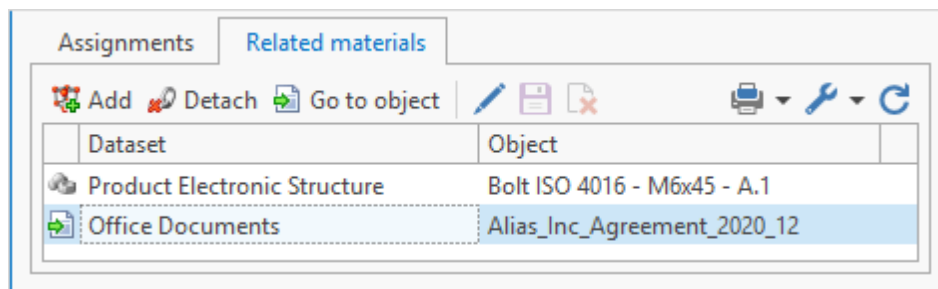 Assignments Related materials
Add Detach Go to object
Dataset Object
Product Electronic Structure Bolt ISO 4016 - M6x45 - A.1
Office Documents Alias_Inc_Agreement_2020_12